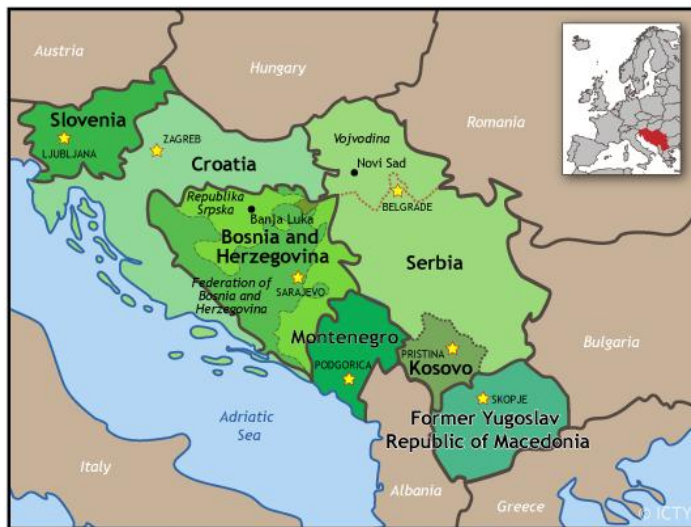 Austria
Hungary
Slovenia
LJUBLJANA
ZAGREB
Croatia
Vojvodina
Novi Sad
Romania
BELGRADE
Republika
Srpska
Banja Luka
Bosnia and
Herzegovina
Serbia
Federation of
Bosnia and
Herzegovina
SARAJEVO
Montenegro
PODGORICA
PRISTINA
Kosovo
Bulgaria
SKOPJE
Former Yugoslav
Republic of Macedonia
Adriatic
Sea
Italy
Albania
Greece
© ICTY